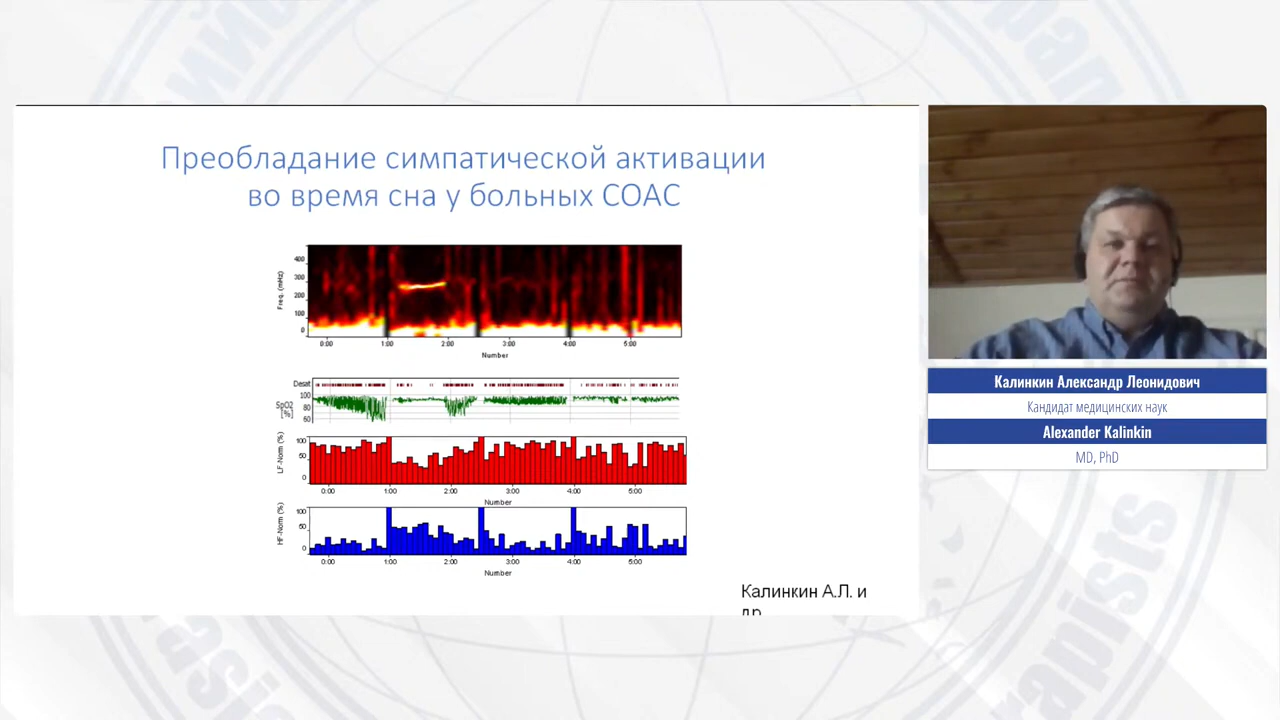 Преобладание симпатической активации
во время сна у больных СОАС
Freq. (mHz)
400
300
200
100
0
0:00 1:00 2:00 3:00 4:00 5:00
Number
Desat
SpO2
[%]
100
80
60
LF-Norm (%)
100
50
0
0:00 1:00 2:00 3:00 4:00 5:00
Number
HF-Norm (%)
100
50
0
0:00 1:00 2:00 3:00 4:00 5:00
Number
Калинкин А.Л. и
др
Калинкин Александр Леонидович
Кандидат медицинских наук
Alexander Kalinkin
MD, PhD
rapists